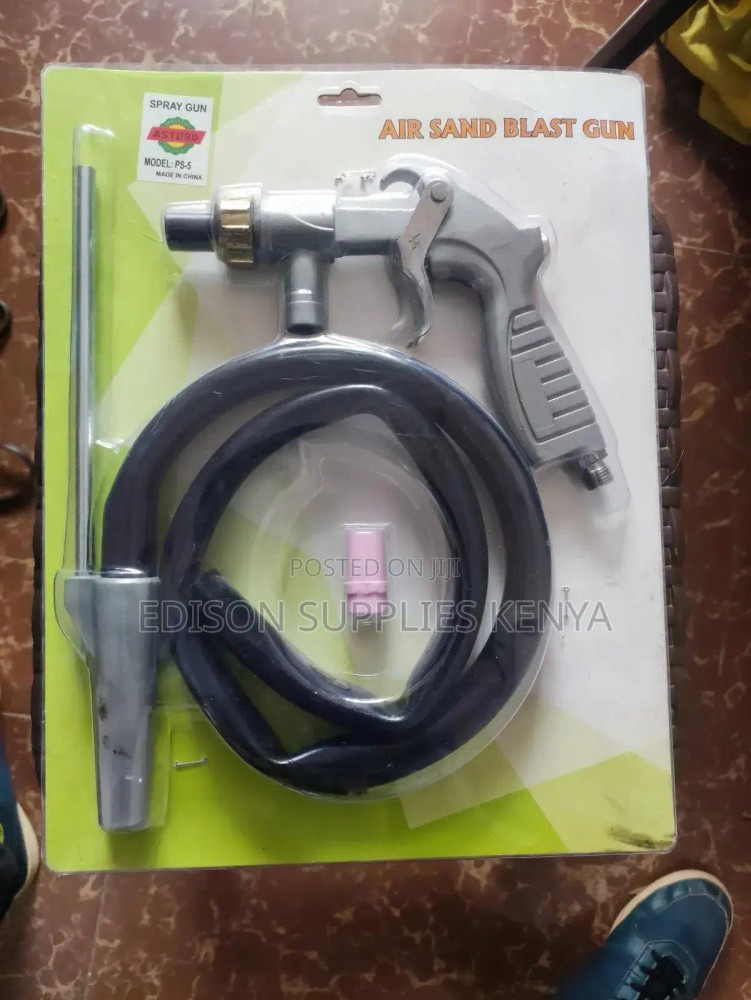 SPRAY GUN
ASTURO
MODEL: PS-5
MADE IN CHINA
AIR SAND BLAST GUN
POSTED ON JIJI
EDISON SUPPLIES KENYA